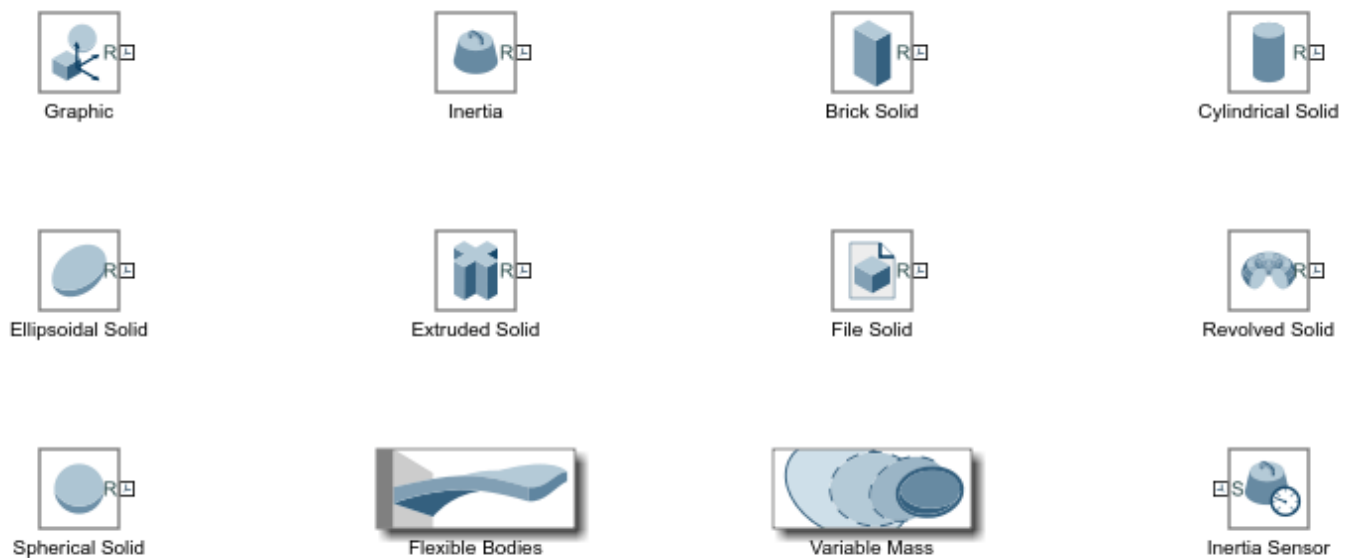 R
Graphic
R
Inertia
R
Brick Solid
R
Cylindrical Solid
R
Ellipsoidal Solid
R
Extruded Solid
R
File Solid
R
Revolved Solid
R
Spherical Solid
Flexible Bodies
Variable Mass
S
Inertia Sensor